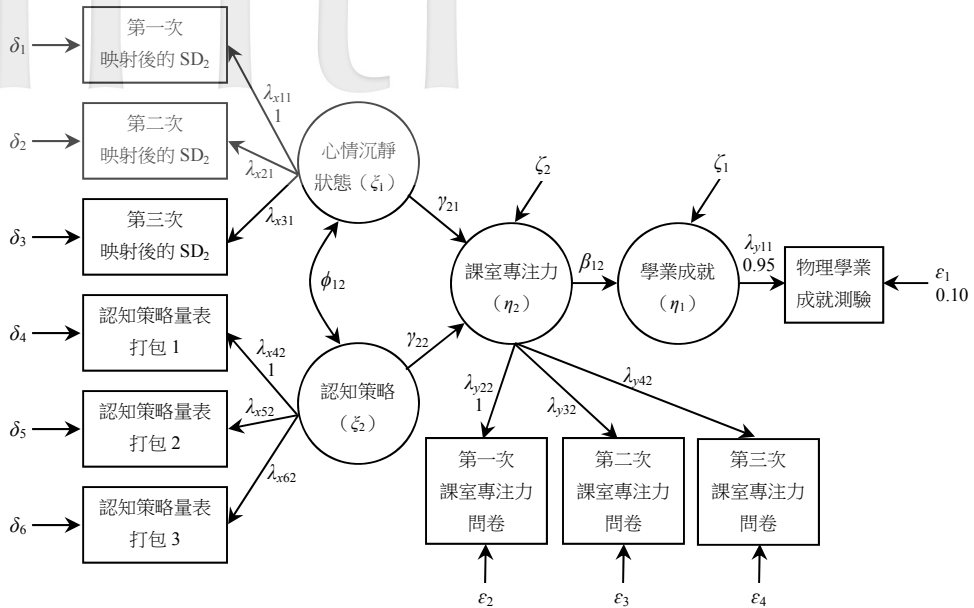 δ1
第一次
映射後的 SD2
λx11
1
δ2
第二次
映射後的 SD2
λx21
δ3
第三次
映射後的 SD2
λx31
心情沉靜
狀態（ξ1）
γ21
ζ2
ζ1
ϕ12
課室專注力
（η2）
β12
學業成就
（η1）
λy11
0.95
物理學業
成就測驗
ε1
0.10
δ4
認知策略量表
打包 1
λx42
1
δ5
認知策略量表
打包 2
λx52
δ6
認知策略量表
打包 3
λx62
認知策略
（ξ2）
γ22
λy22
1
λy32
λy42
第一次
課室專注力
問卷
第二次
課室專注力
問卷
第三次
課室專注力
問卷
ε2
ε3
ε4